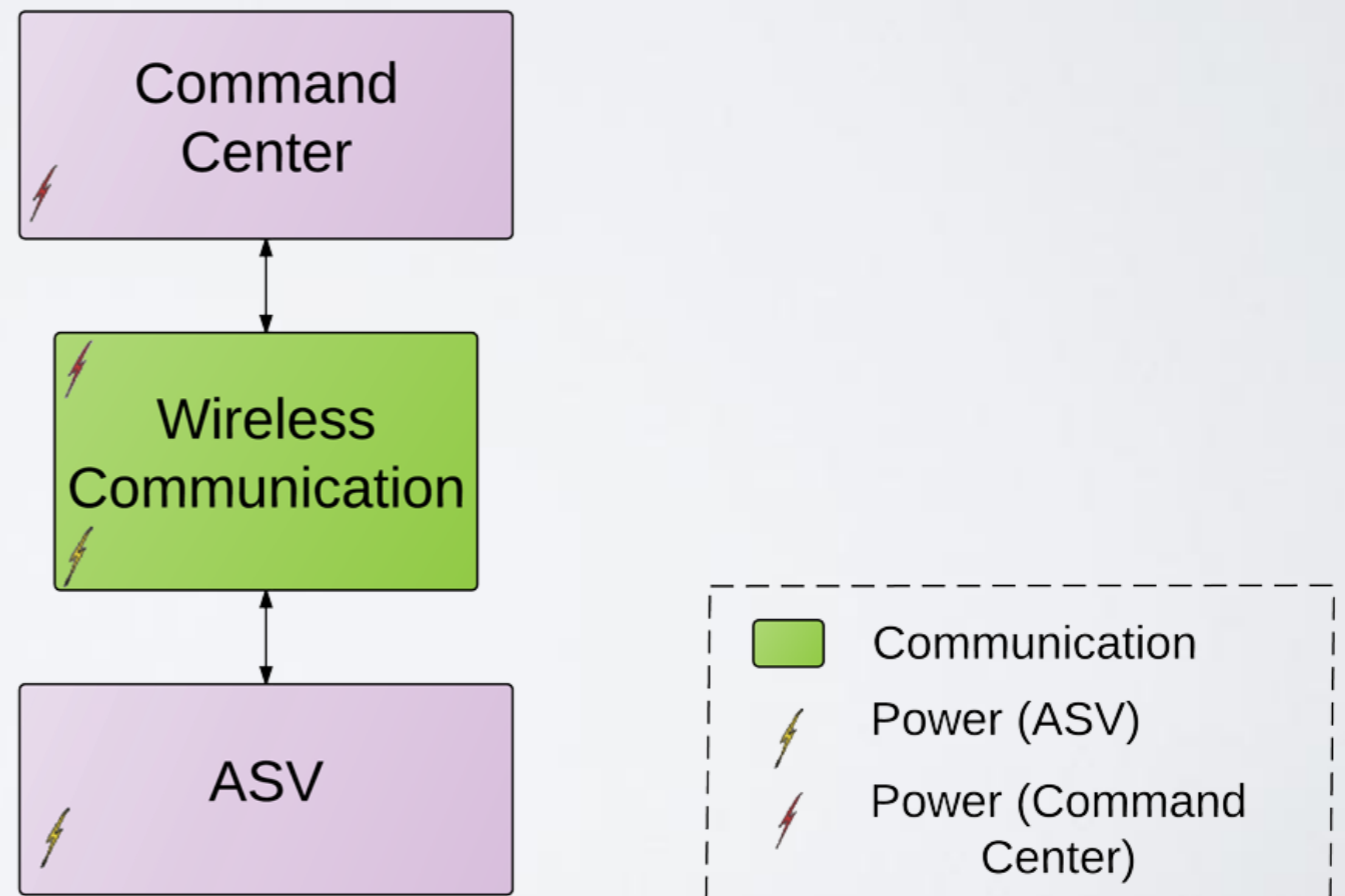 Command
Center
Wireless
Communication
ASV
Communication
Power (ASV)
Power (Command
Center)